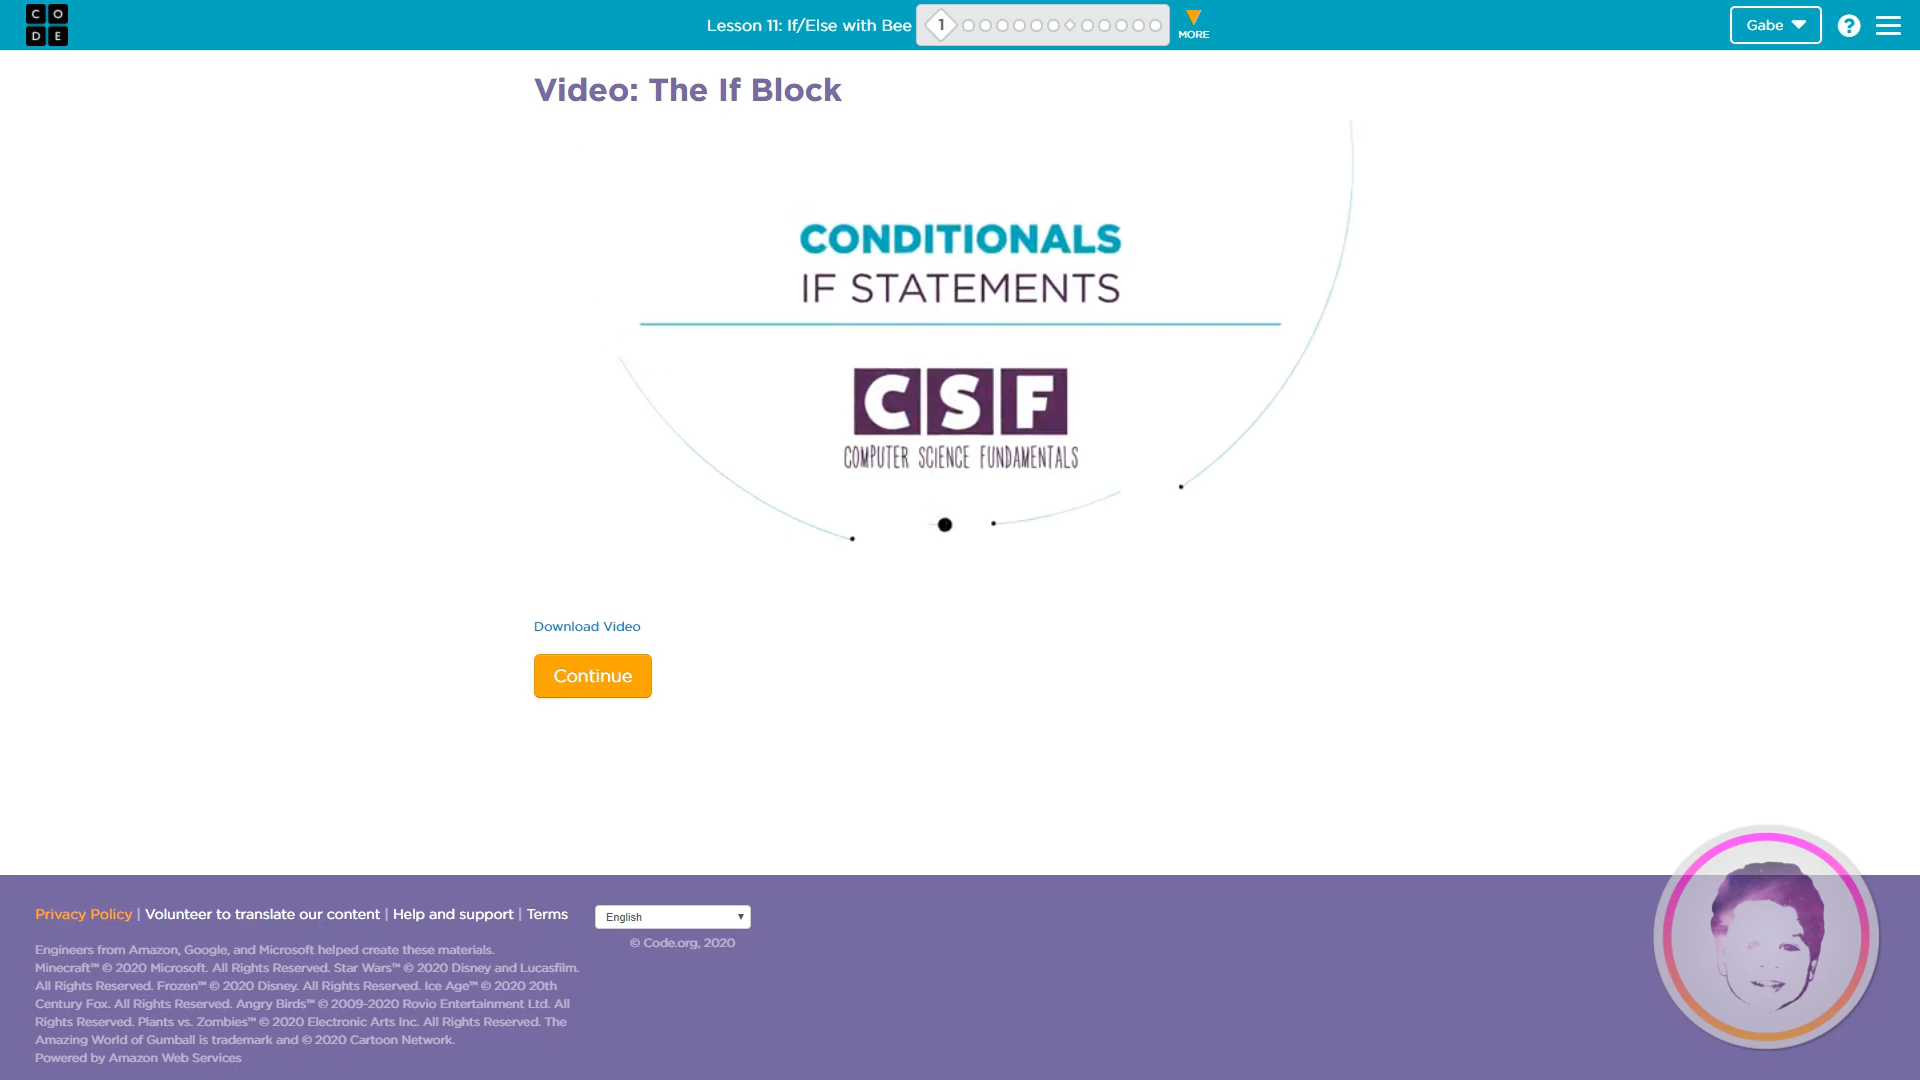 C O
D E
Lesson 11: If/Else with Bee
1
MORE
Gabe
?
Video: The If Block
CONDITIONALS
IF STATEMENTS
CSF
COMPUTER SCIENCE FUNDAMENTALS
Download Video
Continue
Privacy Policy | Volunteer to translate our content | Help and support | Terms
English
© Code.org, 2020
Engineers from Amazon, Google, and Microsoft helped create these materials.
Minecraft™ © 2020 Microsoft. All Rights Reserved. Star Wars™ © 2020 Disney and Lucasfilm.
All Rights Reserved. Frozen™ © 2020 Disney. All Rights Reserved. Ice Age™ © 2020 20th
Century Fox. All Rights Reserved. Angry Birds™ © 2009-2020 Rovio Entertainment Ltd. All
Rights Reserved. Plants vs. Zombies™ © 2020 Electronic Arts Inc. All Rights Reserved. The
Amazing World of Gumball is trademark and © 2020 Cartoon Network.
Powered by Amazon Web Services